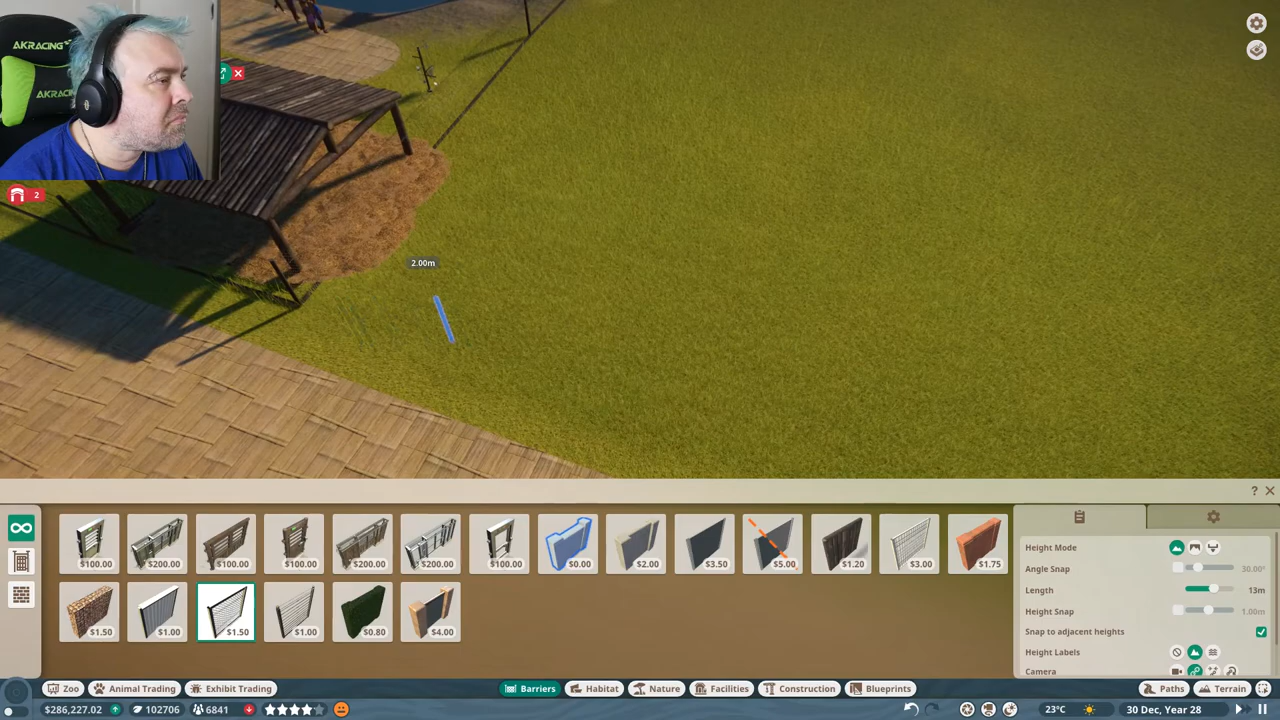 AKRACING
AKRACING
2
2.00m
? ×
$100.00 $200.00 $100.00 $100.00 $200.00 $200.00 $100.00 $0.00 $2.00 $3.50 $5.00 $1.20 $3.00 $1.75
$1.50 $1.00 $1.50 $1.00 $0.80 $4.00
Height Mode
Angle Snap 30.00°
Length 13m
Height Snap 1.00m
Snap to adjacent heights
Height Labels
Camera
Zoo Animal Trading Exhibit Trading Barriers Habitat Nature Facilities Construction Blueprints Paths Terrain
$286,227.02 102706 6841 23°C 30 Dec, Year 28